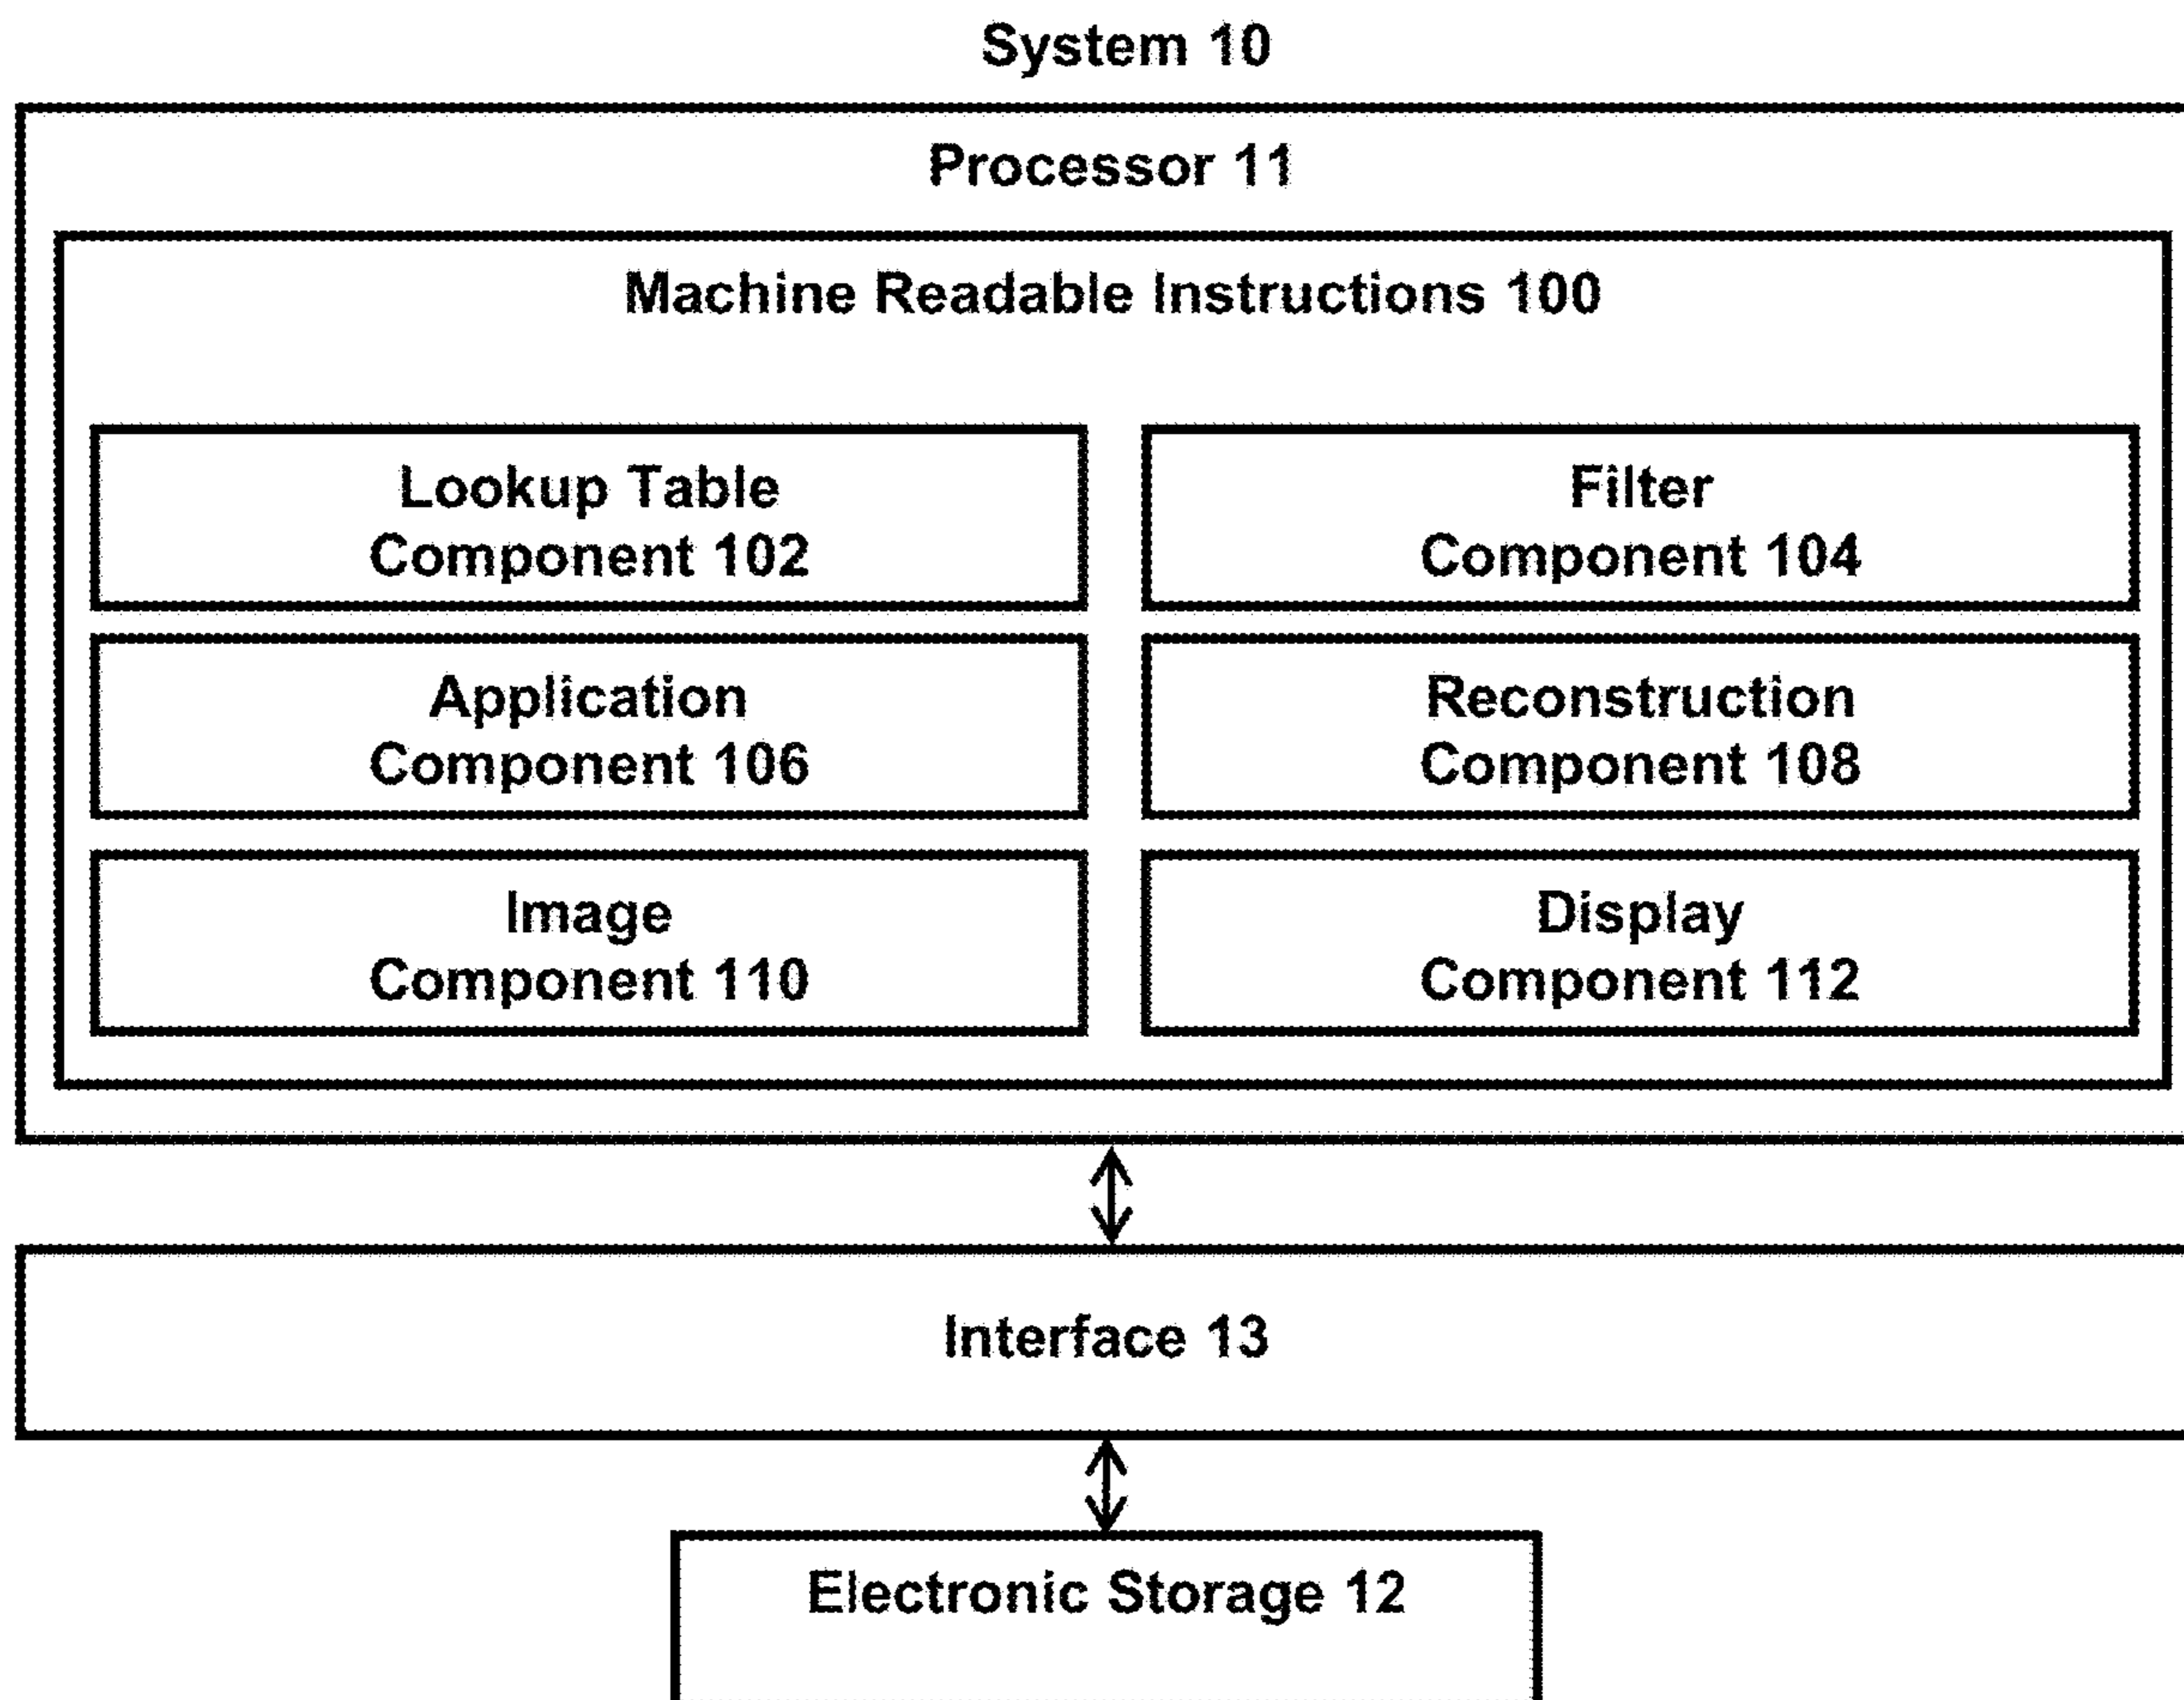 System 10
Processor 11
Machine Readable Instructions 100
Lookup Table
Component 102
Filter
Component 104
Application
Component 106
Reconstruction
Component 108
Image
Component 110
Display
Component 112
Interface 13
Electronic Storage 12